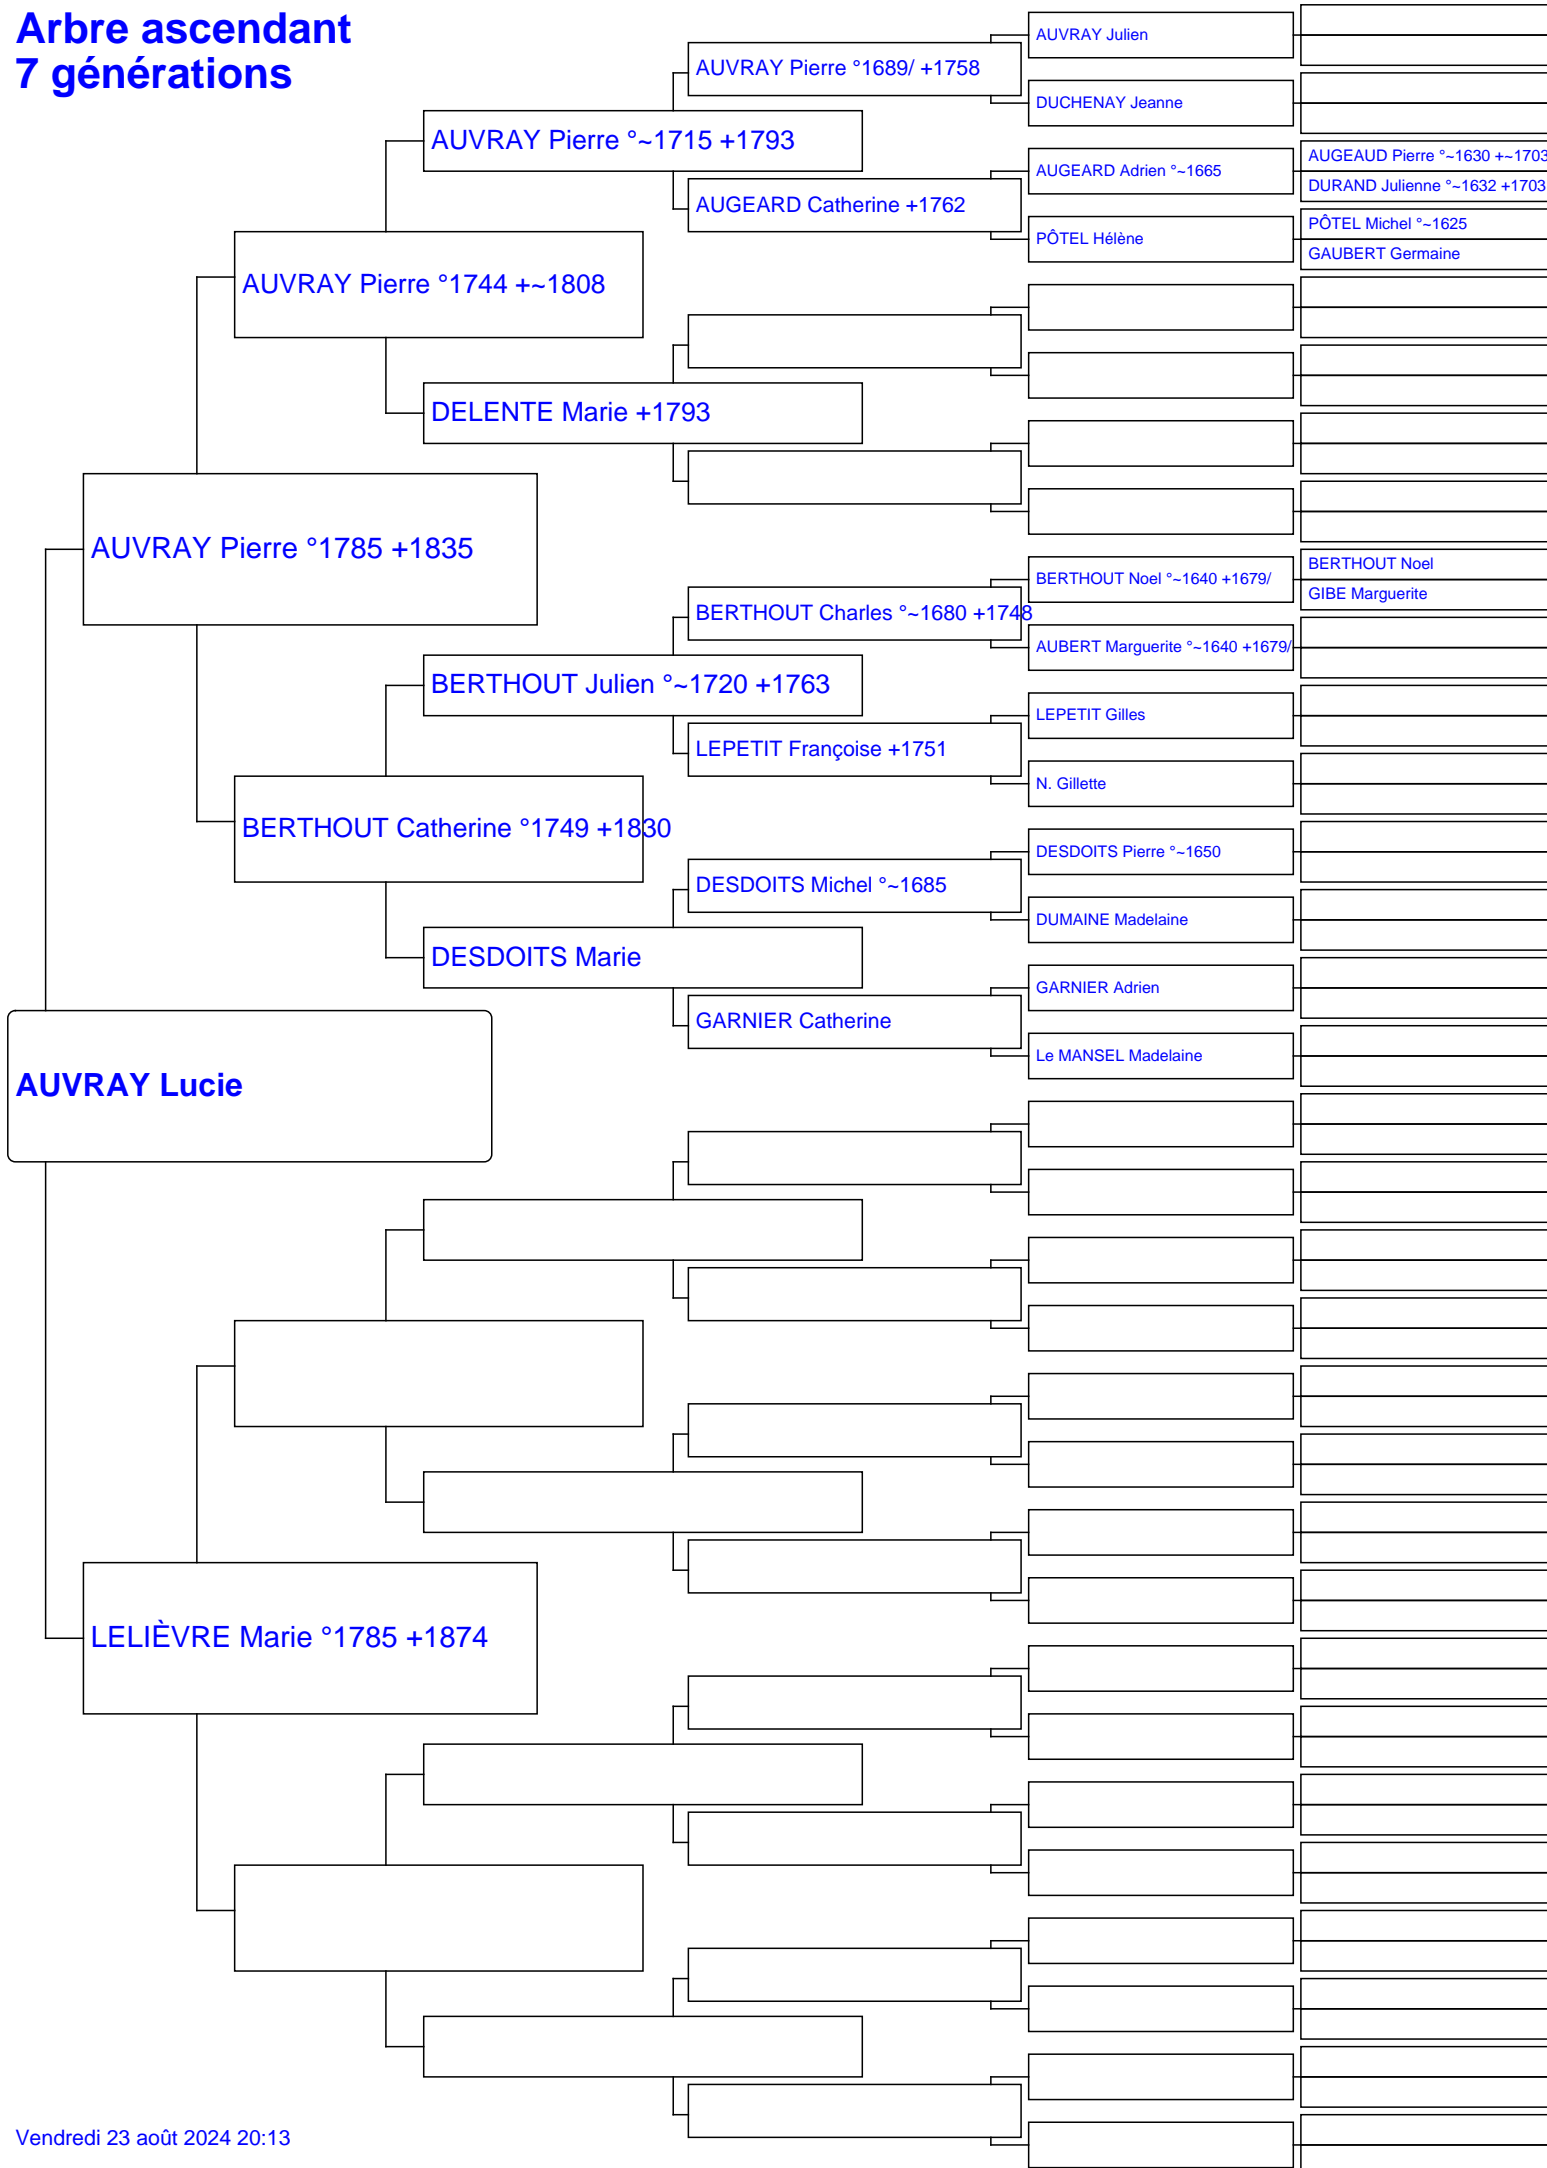 Arbre ascendant
7 générations
AUVRAY Lucie
AUVRAY Pierre °1785 +1835
LELIÈVRE Marie °1785 +1874
AUVRAY Pierre °1744 +~1808
BERTHOUT Catherine °1749 +1830
AUVRAY Pierre °~1715 +1793
DELENTE Marie +1793
BERTHOUT Julien °~1720 +1763
DESDOITS Marie
AUVRAY Pierre °1689/ +1758
AUGEARD Catherine +1762
BERTHOUT Charles °~1680 +1748
LEPETIT Françoise +1751
DESDOITS Michel °~1685
GARNIER Catherine
AUVRAY Julien
DUCHENAY Jeanne
AUGEARD Adrien °~1665
PÔTEL Hélène
BERTHOUT Noel °~1640 +1679/
AUBERT Marguerite °~1640 +1679/
LEPETIT Gilles
N. Gillette
DESDOITS Pierre °~1650
DUMAINE Madelaine
GARNIER Adrien
Le MANSEL Madelaine
AUGEAUD Pierre °~1630 +~1703
DURAND Julienne °~1632 +1703
PÔTEL Michel °~1625
GAUBERT Germaine
BERTHOUT Noel
GIBE Marguerite
Vendredi 23 août 2024 20:13